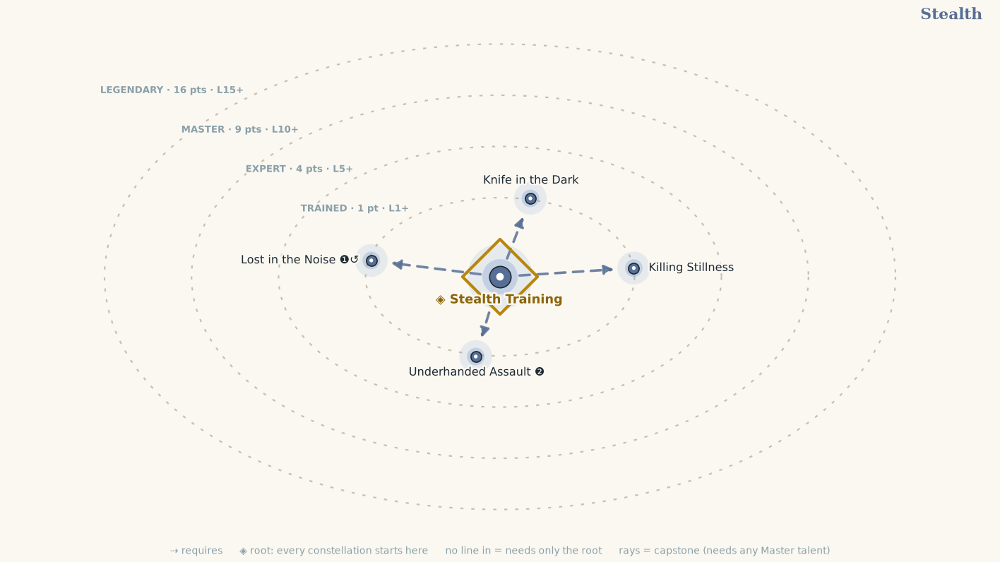 Stealth
LEGENDARY · 16 pts · L15+
MASTER · 9 pts · L10+
EXPERT · 4 pts · L5+
Knife in the Dark
TRAINED · 1 pt · L1+
Lost in the Noise ❶↺
Killing Stillness
◈ Stealth Training
Underhanded Assault ❷
⇢ requires ◈ root: every constellation starts here no line in = needs only the root rays = capstone (needs any Master talent)